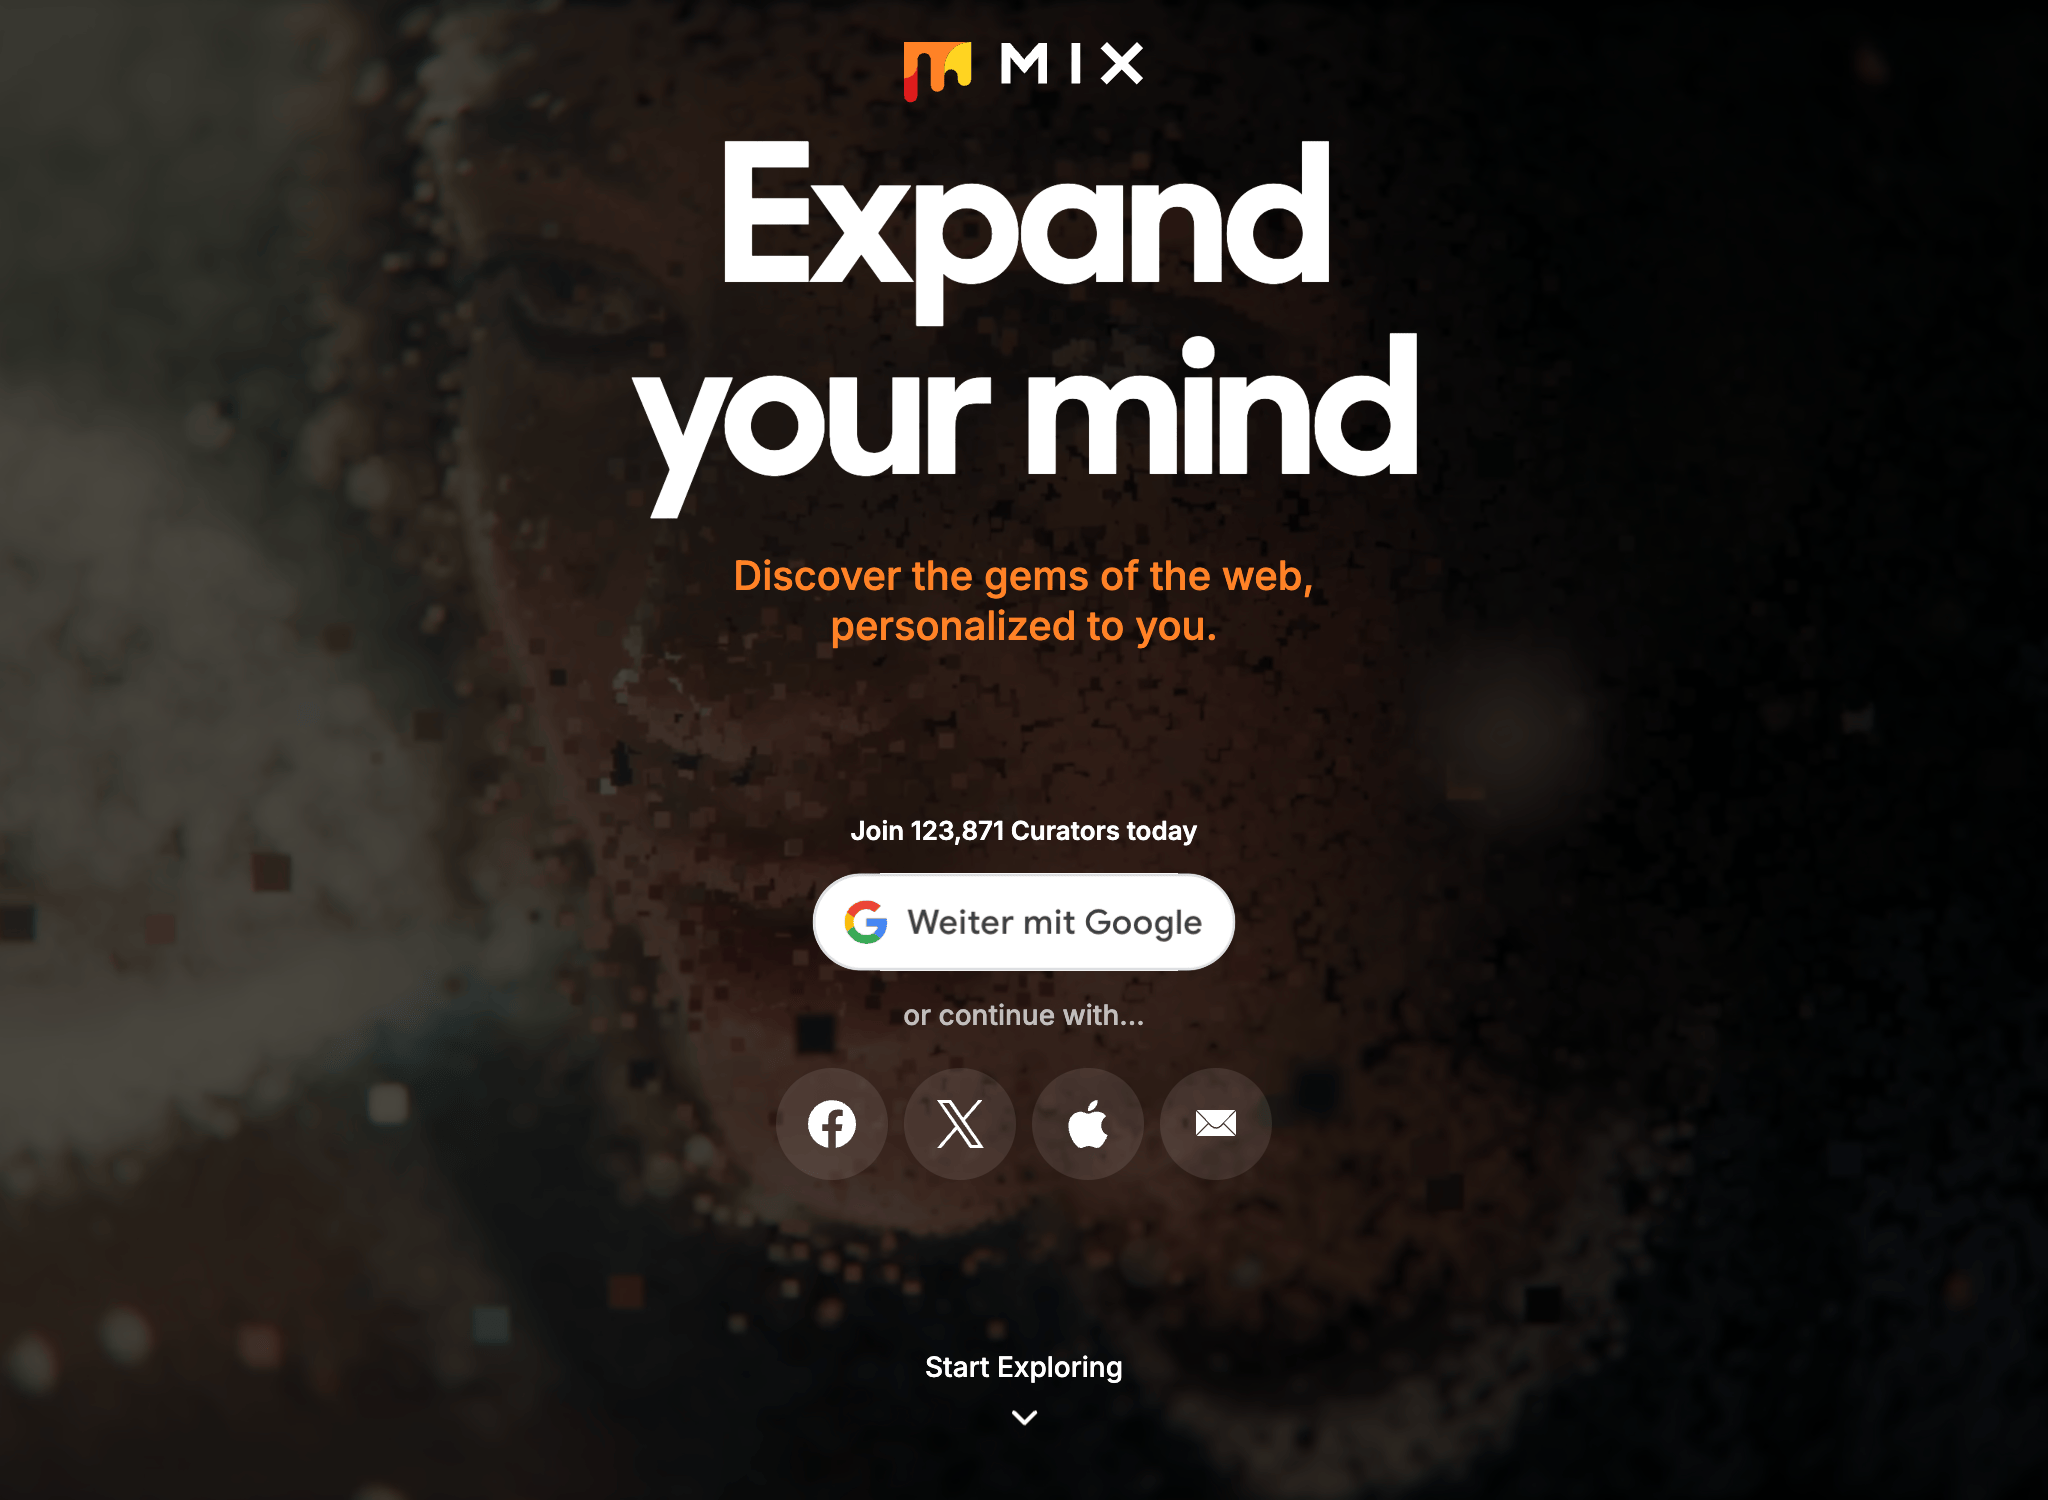 MIX
Expand
your mind
Discover the gems of the web,
personalized to you.
Join 123,871 Curators today
Weiter mit Google
or continue with...
Start Exploring